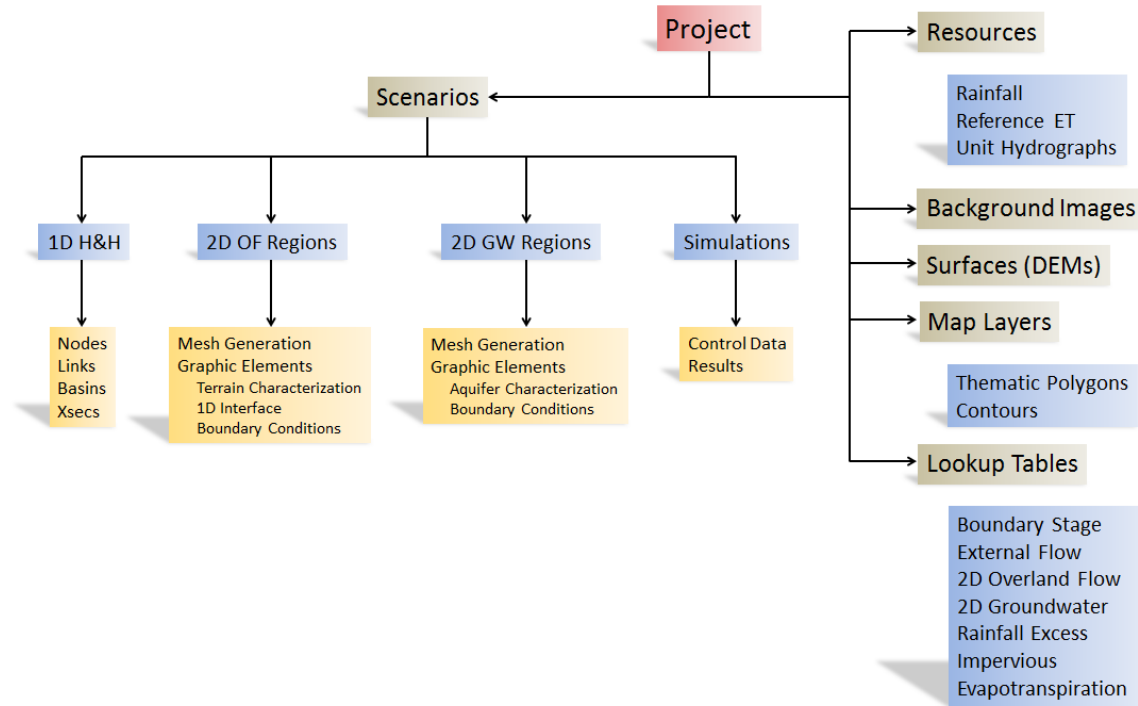 Project
Scenarios
1D H&H
Nodes
Links
Basins
Xsecs
2D OF Regions
Mesh Generation
Graphic Elements
Terrain Characterization
1D Interface
Boundary Conditions
2D GW Regions
Mesh Generation
Graphic Elements
Aquifer Characterization
Boundary Conditions
Simulations
Control Data
Results
Resources
Rainfall
Reference ET
Unit Hydrographs
Background Images
Surfaces (DEMs)
Map Layers
Thematic Polygons
Contours
Lookup Tables
Boundary Stage
External Flow
2D Overland Flow
2D Groundwater
Rainfall Excess
Impervious
Evapotranspiration